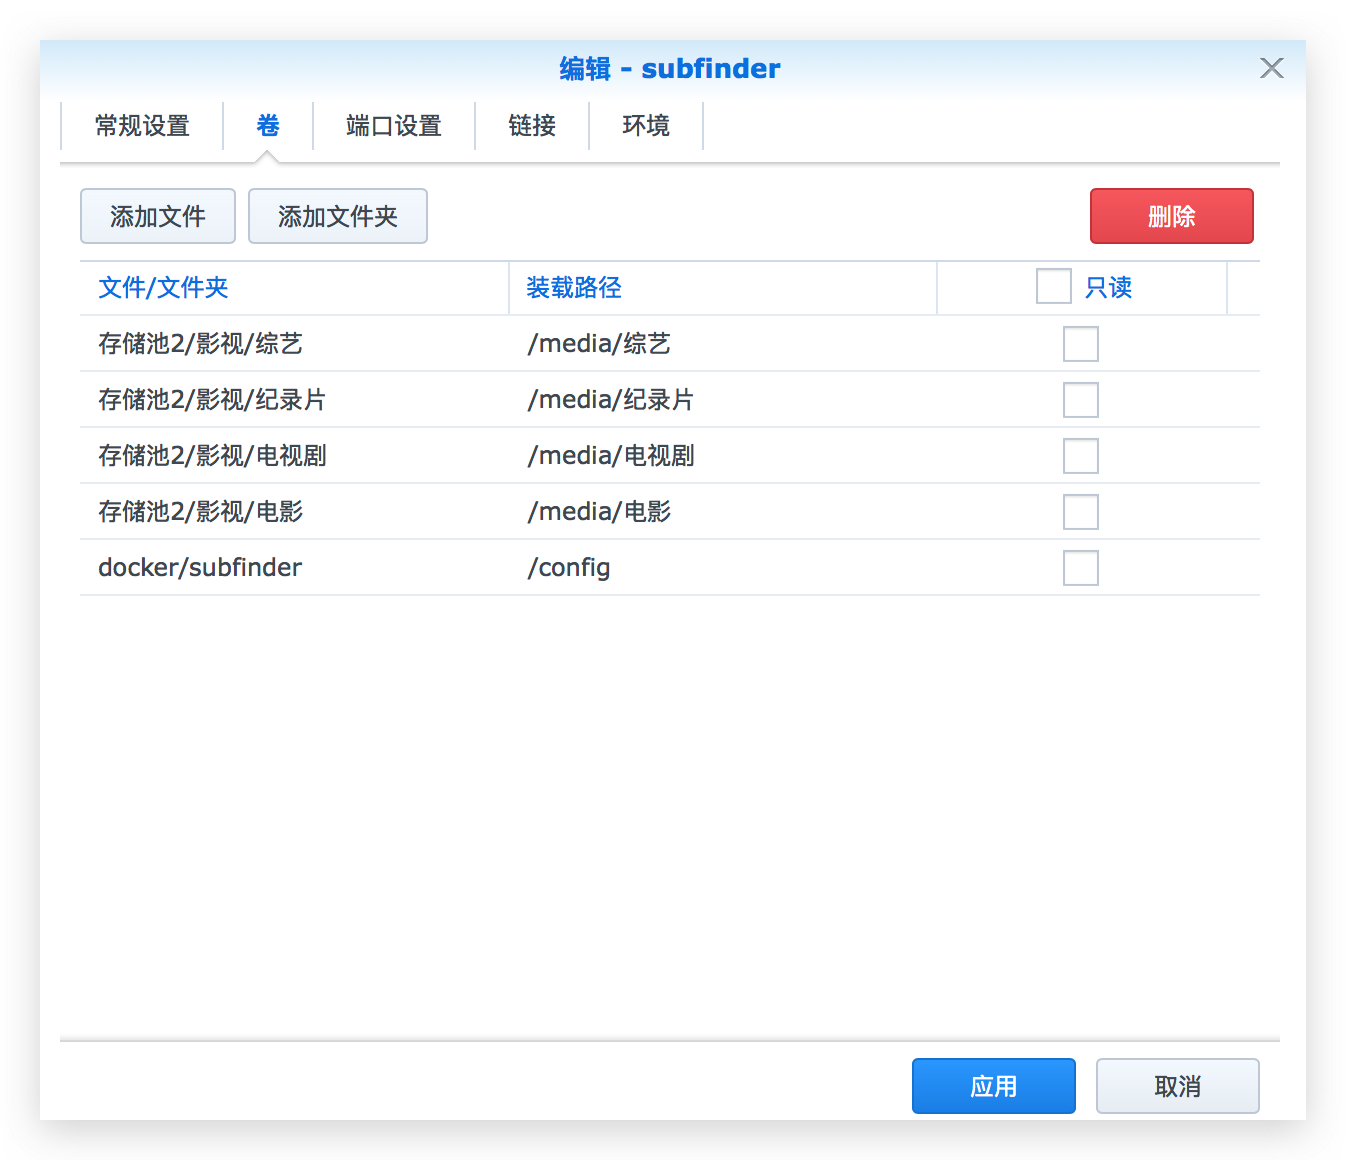 编辑 - subfinder
常规设置 卷 端口设置 链接 环境
添加文件 添加文件夹 删除
文件/文件夹 装载路径 只读
存储池2/影视/综艺 /media/综艺
存储池2/影视/纪录片 /media/纪录片
存储池2/影视/电视剧 /media/电视剧
存储池2/影视/电影 /media/电影
docker/subfinder /config
应用 取消